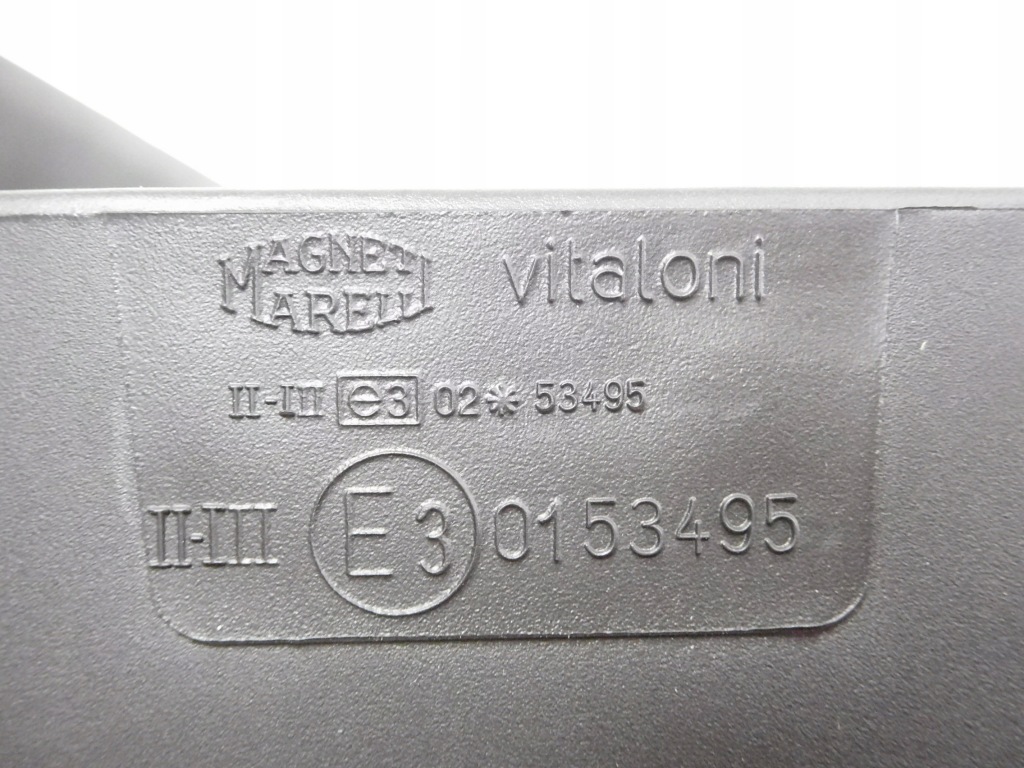 MAGNETI MARELLI vitaloni
II-III e3 02*53495
II-III E3 0153495